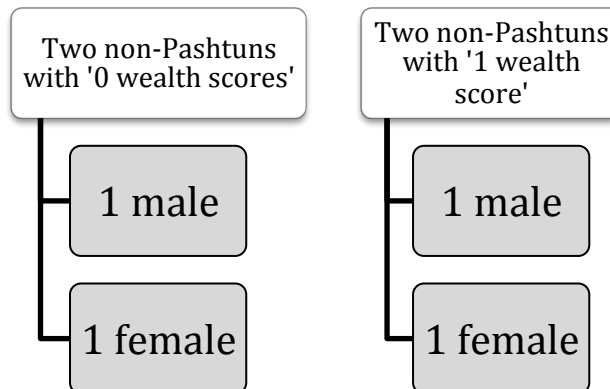 Two non-Pashtuns
with '0 wealth scores'
1 male
1 female
Two non-Pashtuns
with '1 wealth
score'
1 male
1 female